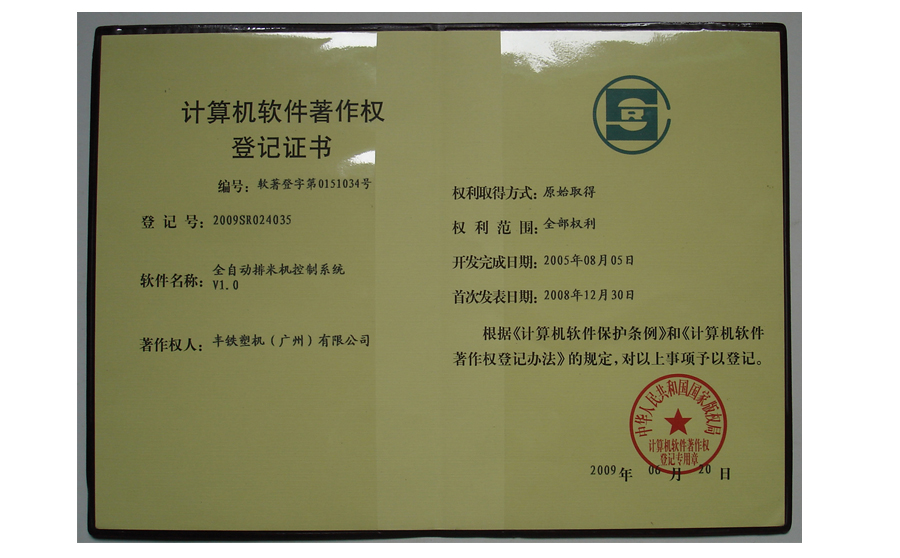 计算机软件著作权
登记证书
编号：软著登字第0151034号
登记号：2009SR024035
软件名称：全自动排米机控制系统
V1.0
著作权人：丰铁塑机（广州）有限公司
SR
权利取得方式：原始取得
权利范围：全部权利
开发完成日期：2005年08月05日
首次发表日期：2008年12月30日
根据《计算机软件保护条例》和《计算机软件
著作权登记办法》的规定，对以上事项予以登记。
中华人民共和国国家版权局
计算机软件著作权
登记专用章
2009年06月20日